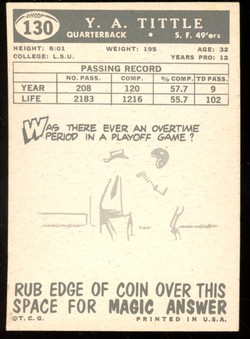 130
Y. A. TITTLE
QUARTERBACK • S. F. 49'ers
HEIGHT: 6:01 WEIGHT: 195 AGE: 32
COLLEGE: L.S.U. YEARS PRO: 12
PASSING RECORD
NO. PASS. COMP. % COMP. TD PASS.
YEAR 208 120 57.7 9
LIFE 2183 1216 55.7 102
WAS THERE EVER AN OVERTIME
PERIOD IN A PLAYOFF GAME?
RUB EDGE OF COIN OVER THIS
SPACE FOR MAGIC ANSWER
©T.C.G. PRINTED IN U.S.A.